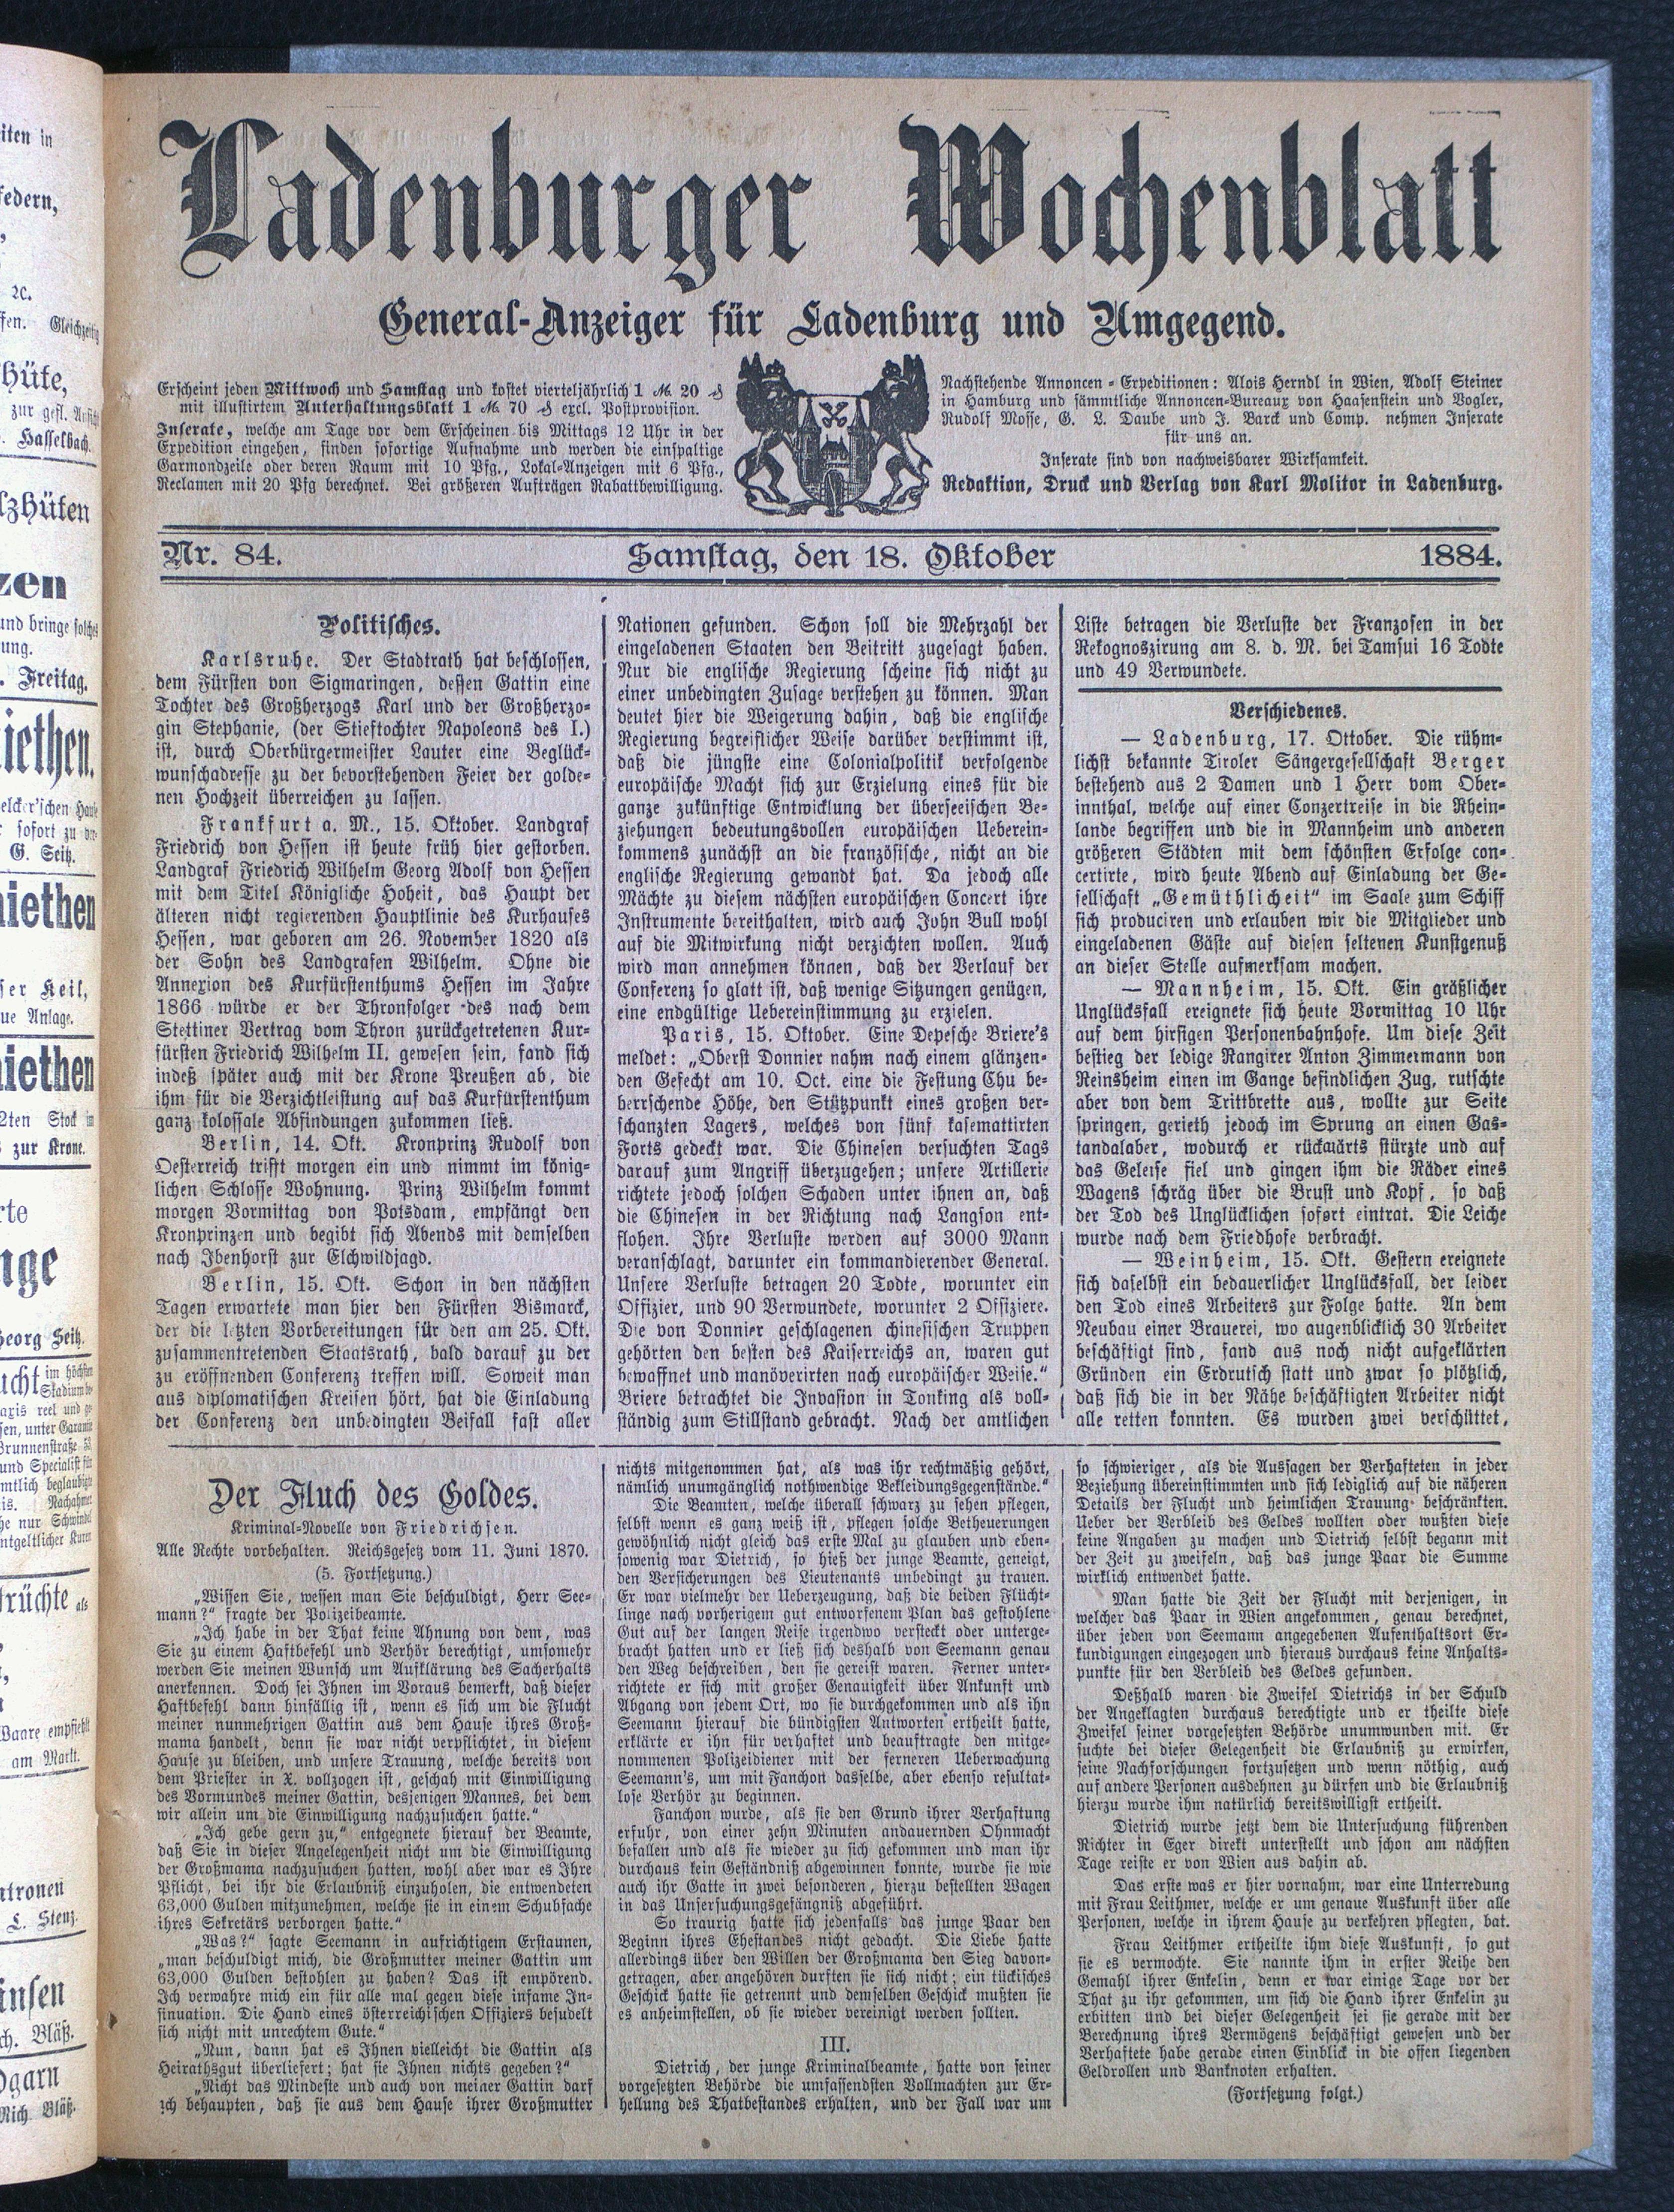 Ladenburger Wochenblatt
General-Anzeiger für Ladenburg und Umgegend.
Erscheint jeden Mittwoch und Samstag und kostet vierteljährlich 1 M. 20 ₰
mit illustirtem Unterhaltungsblatt 1 M. 70 ₰ excl. Postprovision.
Inserate, welche am Tage vor dem Erscheinen bis Mittags 12 Uhr in der
Expedition eingehen, finden sofortige Aufnahme und werden die einspaltige
Garmondzeile oder deren Raum mit 10 Pfg., Lokal-Anzeigen mit 6 Pfg.,
Reclamen mit 20 Pfg berechnet. Bei größeren Aufträgen Rabattbewilligung.
Nachstehende Annoncen-Expeditionen: Alois Herndl in Wien, Adolf Steiner
in Hamburg und sämmtliche Annoncen-Bureaux von Haasenstein und Vogler,
Rudolf Mosse, G. L. Daube und J. Barck und Comp. nehmen Inserate
für uns an.
Inserate sind von nachweisbarer Wirksamkeit.
Redaktion, Druck und Verlag von Karl Molitor in Ladenburg.
Nr. 84.
Samstag, den 18. Oktober
1884.
Politisches.
Karlsruhe. Der Stadtrath hat beschlossen,
dem Fürsten von Sigmaringen, dessen Gattin eine
Tochter des Großherzogs Karl und der Großherzo-
gin Stephanie, (der Stieftochter Napoleons des I.)
ist, durch Oberbürgermeister Lauter eine Beglück-
wunschadresse zu der bevorstehenden Feier der golde-
nen Hochzeit überreichen zu lassen.
Frankfurt a. M., 15. Oktober. Landgraf
Friedrich von Hessen ist heute früh hier gestorben.
Landgraf Friedrich Wilhelm Georg Adolf von Hessen
mit dem Titel Königliche Hoheit, das Haupt der
älteren nicht regierenden Hauptlinie des Kurhauses
Hessen, war geboren am 26. November 1820 als
der Sohn des Landgrafen Wilhelm. Ohne die
Annexion des Kurfürstenthums Hessen im Jahre
1866 würde er der Thronfolger des nach dem
Stettiner Vertrag vom Thron zurückgetretenen Kur-
fürsten Friedrich Wilhelm II. gewesen sein, fand sich
indeß später auch mit der Krone Preußen ab, die
ihm für die Verzichtleistung auf das Kurfürstenthum
ganz kolossale Abfindungen zukommen ließ.
Berlin, 14. Okt. Kronprinz Rudolf von
Oesterreich trifft morgen ein und nimmt im könig-
lichen Schlosse Wohnung. Prinz Wilhelm kommt
morgen Vormittag von Potsdam, empfängt den
Kronprinzen und begibt sich Abends mit demselben
nach Ibenhorst zur Elchwildjagd.
Berlin, 15. Okt. Schon in den nächsten
Tagen erwartete man hier den Fürsten Bismarck,
der die letzten Vorbereitungen für den am 25. Okt.
zusammentretenden Staatsrath, bald darauf zu der
zu eröffnenden Conferenz treffen will. Soweit man
aus diplomatischen Kreisen hört, hat die Einladung
der Conferenz den unbedingten Beifall fast aller
Nationen gefunden. Schon soll die Mehrzahl der
eingeladenen Staaten den Beitritt zugesagt haben.
Nur die englische Regierung scheine sich nicht zu
einer unbedingten Zusage verstehen zu können. Man
deutet hier die Weigerung dahin, daß die englische
Regierung begreiflicher Weise darüber verstimmt ist,
daß die jüngste eine Colonialpolitik verfolgende
europäische Macht sich zur Erzielung eines für die
ganze zukünftige Entwicklung der überseeischen Be-
ziehungen bedeutungsvollen europäischen Ueberein-
kommens zunächst an die französische, nicht an die
englische Regierung gewandt hat. Da jedoch alle
Mächte zu diesem nächsten europäischen Concert ihre
Instrumente bereithalten, wird auch John Bull wohl
auf die Mitwirkung nicht verzichten wollen. Auch
wird man annehmen können, daß der Verlauf der
Conferenz so glatt ist, daß wenige Sitzungen genügen,
eine endgültige Uebereinstimmung zu erzielen.
Paris, 15. Oktober. Eine Depesche Briere's
meldet: „Oberst Donnier nahm nach einem glänzen-
den Gefecht am 10. Oct. eine die Festung Chu be-
herrschende Höhe, den Stützpunkt eines großen ver-
schanzten Lagers, welches von fünf kasemattirten
Forts gedeckt war. Die Chinesen versuchten Tags
darauf zum Angriff überzugehen; unsere Artillerie
richtete jedoch solchen Schaden unter ihnen an, daß
die Chinesen in der Richtung nach Langson ent-
flohen. Ihre Verluste werden auf 3000 Mann
veranschlagt, darunter ein kommandierender General.
Unsere Verluste betragen 20 Todte, worunter ein
Offizier, und 90 Verwundete, worunter 2 Offiziere.
Die von Donnier geschlagenen chinesischen Truppen
gehörten den besten des Kaiserreichs an, waren gut
bewaffnet und manöverirten nach europäischer Weise.“
Briere betrachtet die Invasion in Tonking als voll-
ständig zum Stillstand gebracht. Nach der amtlichen
Liste betragen die Verluste der Franzosen in der
Rekognoszirung am 8. d. M. bei Tamsui 16 Todte
und 49 Verwundete.
Verschiedenes.
— Ladenburg, 17. Ottober. Die rühm-
lichst bekannte Tiroler Sängergesellschaft Berger
bestehend aus 2 Damen und 1 Herr vom Ober-
innthal, welche auf einer Conzertreise in die Rhein-
lande begriffen und die in Mannheim und anderen
größeren Städten mit dem schönsten Erfolge con-
certirte, wird heute Abend auf Einladung der Ge-
sellschaft „Gemüthlicheit“ im Saale zum Schiff
sich produciren und erlauben wir die Mitglieder und
eingeladenen Gäste auf diesen seltenen Kunstgenuß
an dieser Stelle aufmerksam machen.
— Mannheim, 15. Okt. Ein gräßlicher
Unglücksfall ereignete sich heute Vormittag 10 Uhr
auf dem hirsigen Personenbahnhofe. Um diese Zeit
bestieg der ledige Rangirer Anton Zimmermann von
Reinsheim einen im Gange befindlichen Zug, rutschte
aber von dem Trittbrette aus, wollte zur Seite
springen, gerieth jedoch im Sprung an einen Gas-
tandalaber, wodurch er rückwärts stürzte und auf
das Geleise fiel und gingen ihm die Räder eines
Wagens schräg über die Brust und Kopf, so daß
der Tod des Unglücklichen sofort eintrat. Die Leiche
wurde nach dem Friedhofe verbracht.
— Weinheim, 15. Okt. Gestern ereignete
sich daselbst ein bedauerlicher Unglücksfall, der leider
den Tod eines Arbeiters zur Folge hatte. An dem
Neubau einer Brauerei, wo augenblicklich 30 Arbeiter
beschäftigt sind, fand aus noch nicht aufgeklärten
Gründen ein Erdrutsch statt und zwar so plötzlich,
daß sich die in der Nähe beschäftigten Arbeiter nicht
alle retten konnten. Es wurden zwei verschüttet,
Der Fluch des Goldes.
Kriminal-Novelle von Friedrichsen.
Alle Rechte vorbehalten. Reichsgesetz vom 11. Juni 1870.
(5. Fortsetzung.)
„Wissen Sie, wessen man Sie beschuldigt, Herr See-
mann?“ fragte der Polizeibeamte.
„Ich habe in der That keine Ahnung von dem, was
Sie zu einem Haftbefehl und Verhör berechtigt, umsomehr
werden Sie meinen Wunsch um Aufklärung des Sacherhalts
anerkennen. Doch sei Ihnen im Voraus bemerkt, daß dieser
Haftbefehl dann hinfällig ist, wenn es sich um die Flucht
meiner nunmehrigen Gattin aus dem Hause ihres Groß-
mama handelt, denn sie war nicht verpflichtet, in diesem
Hause zu bleiben, und unsere Trauung, welche bereits von
dem Priester in X. vollzogen ist, geschah mit Einwilligung
des Vormundes meiner Gattin, desjenigen Mannes, bei dem
wir allein um die Einwilligung nachzusuchen hatte.“
„Ich gebe gern zu,“ entgegnete hierauf der Beamte,
daß Sie in dieser Angelegenheit nicht um die Einwilligung
der Großmama nachzusuchen hatten, wohl aber war es Ihre
Pflicht, bei ihr die Erlaubniß einzuholen, die entwendeten
63,000 Gulden mitzunehmen, welche sie in einem Schubfache
ihres Sekretärs verborgen hatte.“
„Was?“ sagte Seemann in aufrichtigem Erstaunen,
„man beschuldigt mich, die Großmutter meiner Gattin um
63,000 Gulden bestohlen zu haben? Das ist empörend.
Ich verwahre mich ein für alle mal gegen diese infame In-
sinuation. Die Hand eines österreichischen Offiziers besudelt
sich nicht mit unrechtem Gute.“
„Nun, dann hat es Ihnen vielleicht die Gattin als
Heirathsgut überliefert; hat sie Ihnen nichts gegeben?“
„Nicht das Mindeste und auch von meiner Gattin darf
ich behaupten, daß sie aus dem Hause ihrer Großmutter
nichts mitgenommen hat, als was ihr rechtmäßig gehört,
nämlich unumgänglich nothwendige Bekleidungsgegenstände.“
Die Beamten, welche überall schwarz zu sehen pflegen,
selbst wenn es ganz weiß ist, pflegen solche Betheuerungen
gewöhnlich nicht gleich das erste Mal zu glauben und eben-
sowenig war Dietrich, so hieß der junge Beamte, geneigt,
den Versicherungen des Lieutenants unbedingt zu trauen.
Er war vielmehr der Ueberzeugung, daß die beiden Flücht-
linge nach vorherigem gut entworfenem Plan das gestohlene
Gut auf der langen Reise irgendwo versteckt oder unterge-
bracht hatten und er ließ sich deshalb von Seemann genau
den Weg beschreiben, den sie gereist waren. Ferner unter-
richtete er sich mit großer Genauigkeit über Ankunft und
Abgang von jedem Ort, wo sie durchgekommen und als ihn
Seemann hierauf die bündigsten Antworten ertheilt hatte,
erklärte er ihn für verhaftet und beauftragte den mitge-
nommenen Polizeidiener mit der ferneren Ueberwachung
Seemann's, um mit Fanchon dasselbe, aber ebenso resultat-
lose Verhör zu beginnen.
Fanchon wurde, als sie den Grund ihrer Verhaftung
erfuhr, von einer zehn Minuten andauernden Ohnmacht
befallen und als sie wieder zu sich gekommen und man ihr
durchaus kein Geständniß abgewinnen konnte, wurde sie wie
auch ihr Gatte in zwei besonderen, hierzu bestellten Wagen
in das Unsersuchungsgefängniß abgeführt.
So traurig hatte sich jedenfalls das junge Paar den
Beginn ihres Ehestandes nicht gedacht. Die Liebe hatte
allerdings über den Willen der Großmama den Sieg davon-
getragen, aber angehören durften sie sich nicht; ein tückisches
Geschick hatte sie getrennt und demselben Geschick mußten sie
es anheimstellen, ob sie wieder vereinigt werden sollten.
III.
Dietrich, der junge Kriminalbeamte, hatte von seiner
vorgesetzten Behörde die umfassendsten Vollmachten zur Er-
hellung des Thatbestandes erhalten, und der Fall war um
so schwieriger, als die Aussagen der Verhafteten in jeder
Beziehung übereinstimmten und sich lediglich auf die näheren
Details der Flucht und heimlichen Trauung beschränkten.
Ueber der Verbleib des Geldes wollten oder wußten diese
keine Angaben zu machen und Dietrich selbst begann mit
der Zeit zu zweifeln, daß das junge Paar die Summe
wirklich entwendet hatte.
Man hatte die Zeit der Flucht mit derjenigen, in
welcher das Paar in Wien angekommen, genau berechnet,
über jeden von Seemann angegebenen Aufenthaltsort Er-
kundigungen eingezogen und hieraus durchaus keine Anhalts-
punkte für den Verbleib des Geldes gefunden.
Deßhalb waren die Zweifel Dietrichs in der Schuld
der Angeklagten durchaus berechtigte und er theilte diese
Zweifel seiner vorgesetzten Behörde unumwunden mit. Er
suchte bei dieser Gelegenheit die Erlaubniß zu erwirken,
seine Nachforschungen fortzusetzen und wenn nöthig, auch
auf andere Personen ausdehnen zu dürfen und die Erlaubniß
hierzu wurde ihm natürlich bereitswilligst ertheilt.
Dietrich wurde jetzt dem die Untersuchung führenden
Richter in Eger direkt unterstellt und schon am nächsten
Tage reiste er von Wien aus dahin ab.
Das erste was er hier vornahm, war eine Unterredung
mit Frau Leithmer, welche er um genaue Auskunft über alle
Personen, welche in ihrem Hause zu verkehren pflegten, bat.
Frau Leithmer ertheilte ihm diese Auskunft, so gut
sie es vermochte. Sie nannte ihm in erster Reihe den
Gemahl ihrer Enkelin, denn er war einige Tage vor der
That zu ihr gekommen, um sich die Hand ihrer Enkelin zu
erbitten und bei dieser Gelegenheit sei sie gerade mit der
Berechnung ihres Vermögens beschäftigt gewesen und der
Verhaftete habe gerade einen Einblick in die offen liegenden
Geldrollen und Banknoten erhalten.
(Fortsetzung folgt.)